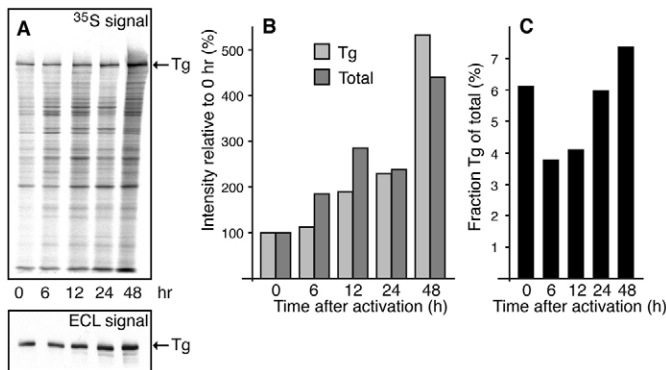 A
35S signal
Tg
0 6 12 24 48 hr
ECL signal
Tg
B
Intensity relative to 0 hr (%)
500
400
300
200
100
Tg
Total
0 6 12 24 48
Time after activation (h)
C
Fraction Tg of total (%)
7
6
5
4
3
2
1
0 6 12 24 48
Time after activation (h)